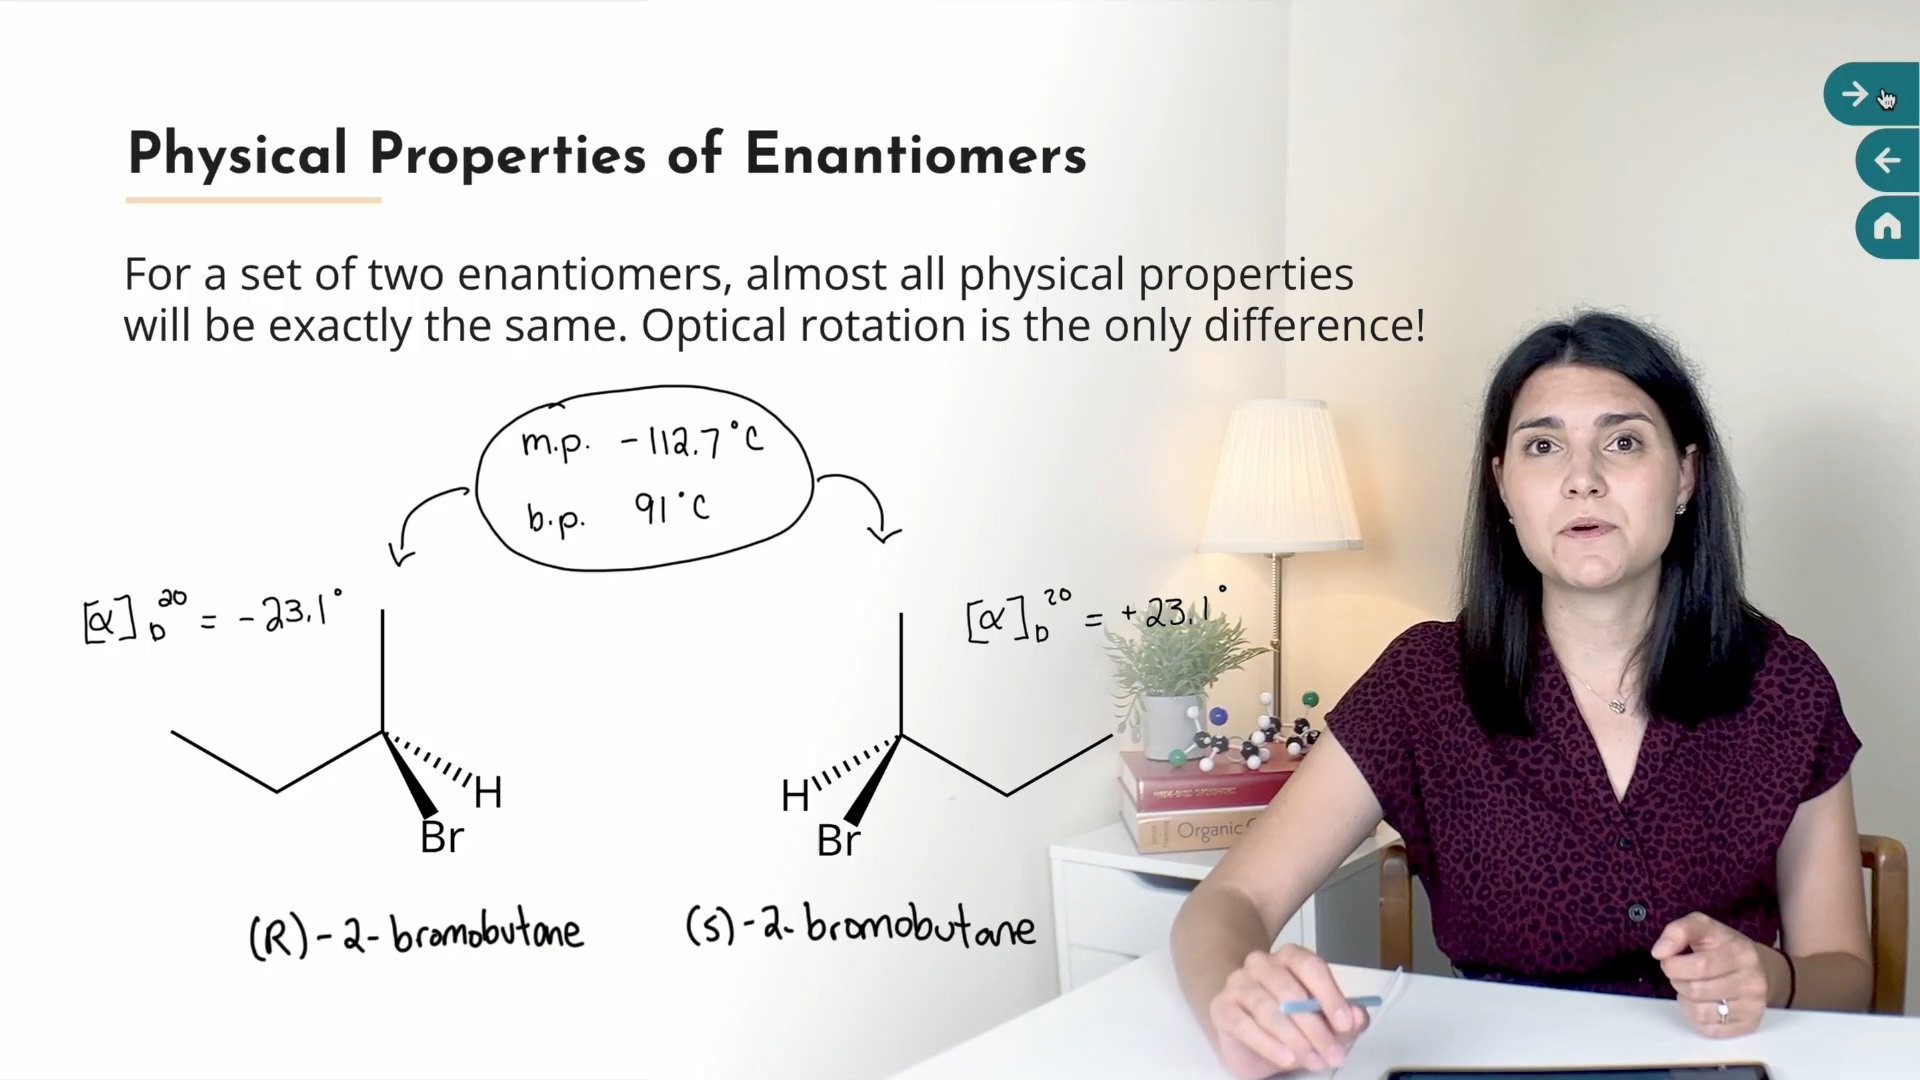 Physical Properties of Enantiomers
For a set of two enantiomers, almost all physical properties
will be exactly the same. Optical rotation is the only difference!
m.p. -112.7°C
b.p. 91°C
[α]D20 = -23.1°
[α]D20 = +23.1°
H
Br
H
Br
Organic
(R)-2-bromobutane
(S)-2-bromobutane